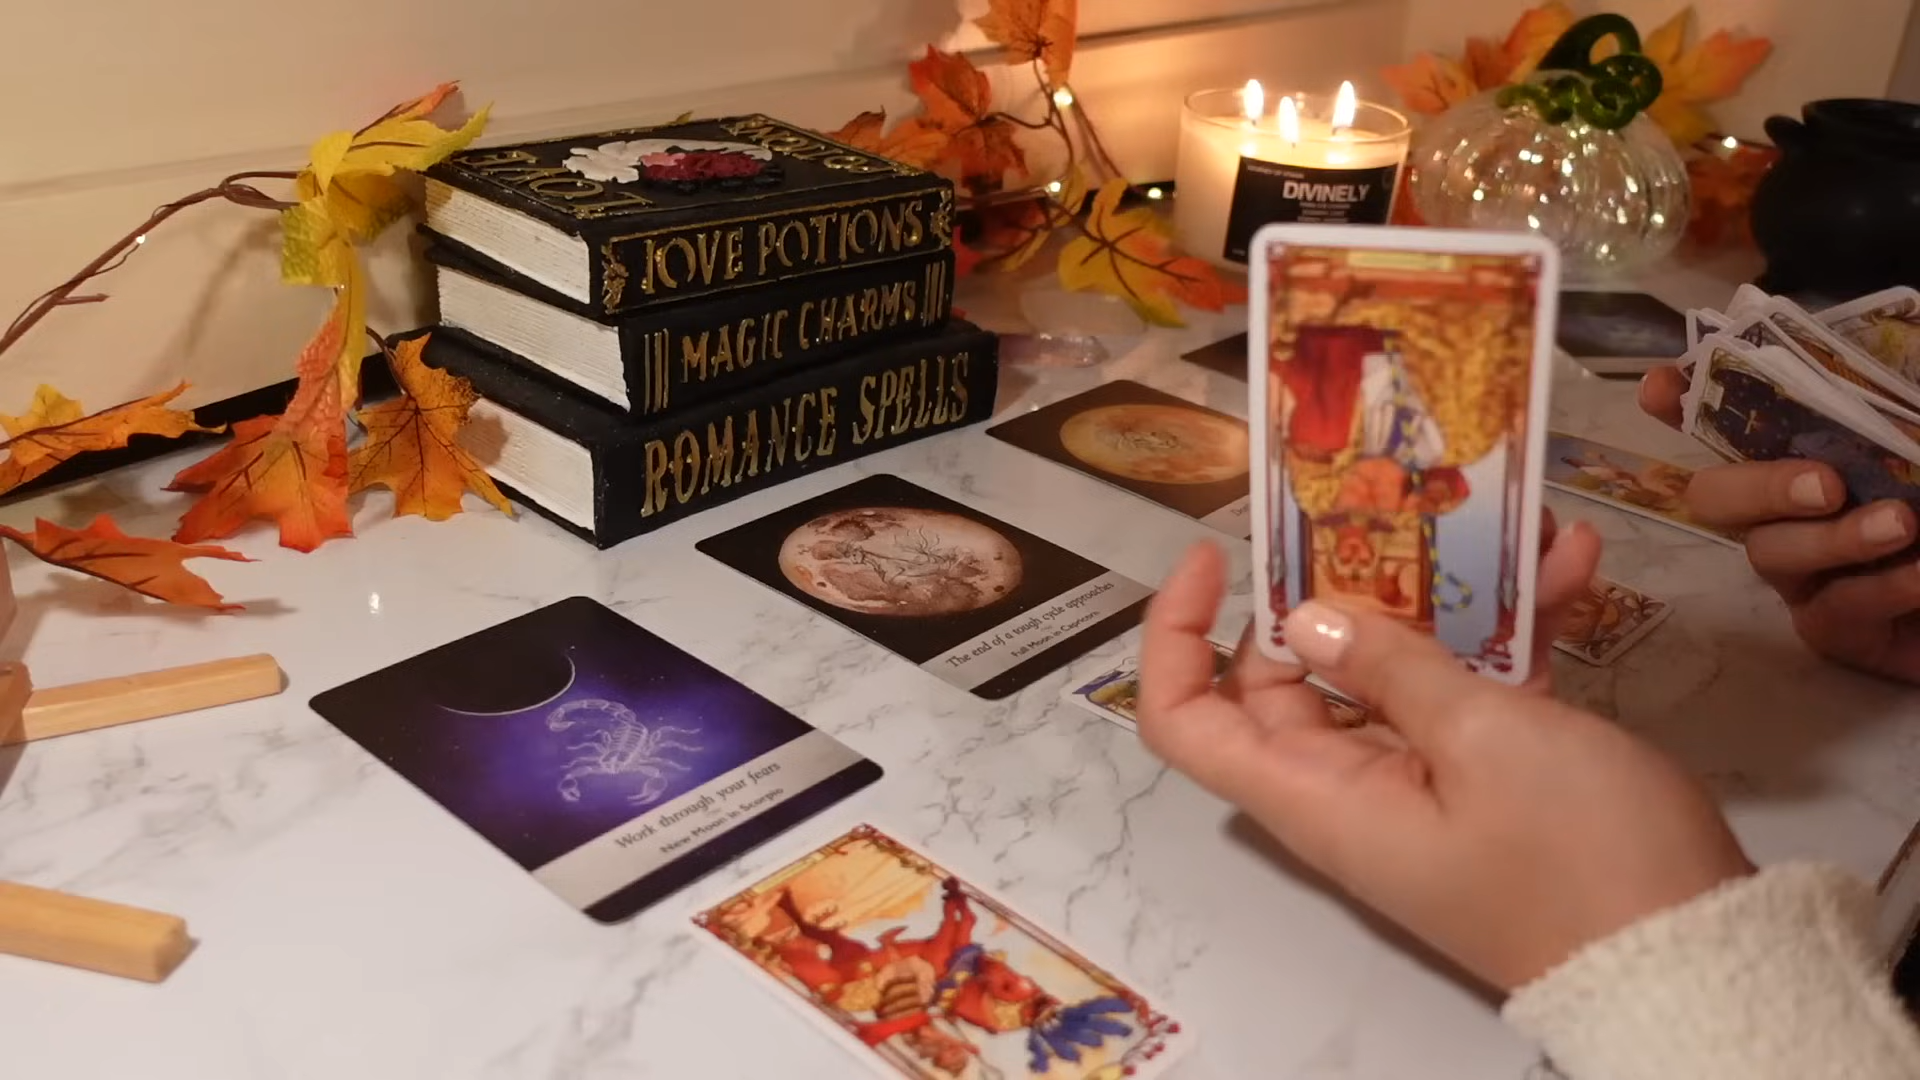 LOVE
LOVE POTIONS
MAGIC CHARMS
ROMANCE SPELLS
DIVINELY
The end of a tough cycle approaches
Full Moon in Capricorn
Work through your fears
New Moon in Scorpio